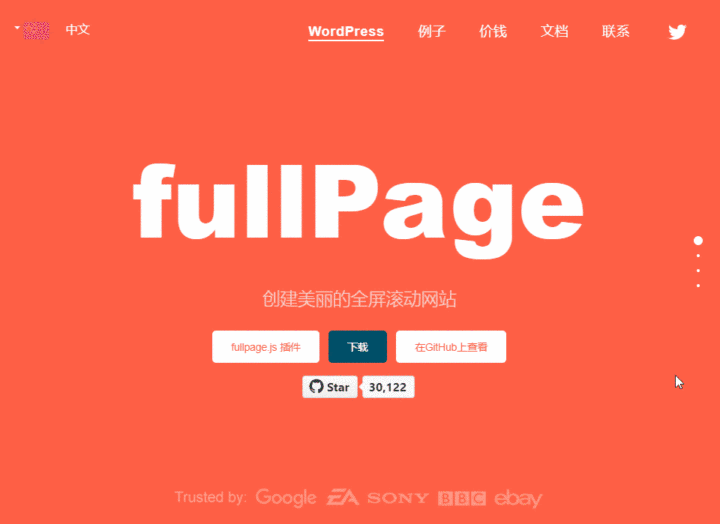 中文
WordPress 例子 价钱 文档 联系
fullPage
创建美丽的全屏滚动网站
fullpage.js 插件 下载 在GitHub上查看
Star 30,122
Trusted by: Google EA SONY BBC ebay